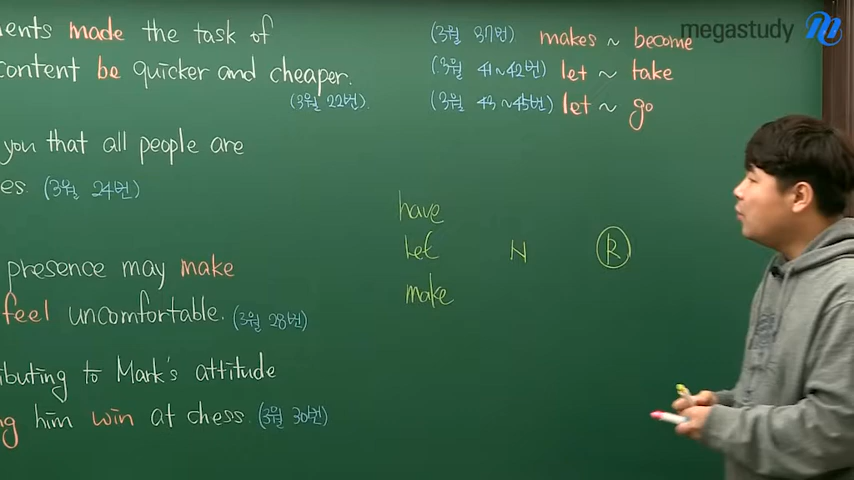 ents made the task of
content be quicker and cheaper.
(3월 22번).
you that all people are
es. (3월 24번)
presence may make
feel uncomfortable. (3월 28번)
ibuting to Mark's attitude
ng him win at chess. (3월 30번)
(3월 37번) makes ~ become
(3월 41~42번) let ~ take
(3월 43~45번) let ~ go
megastudy
have
Let N R
make